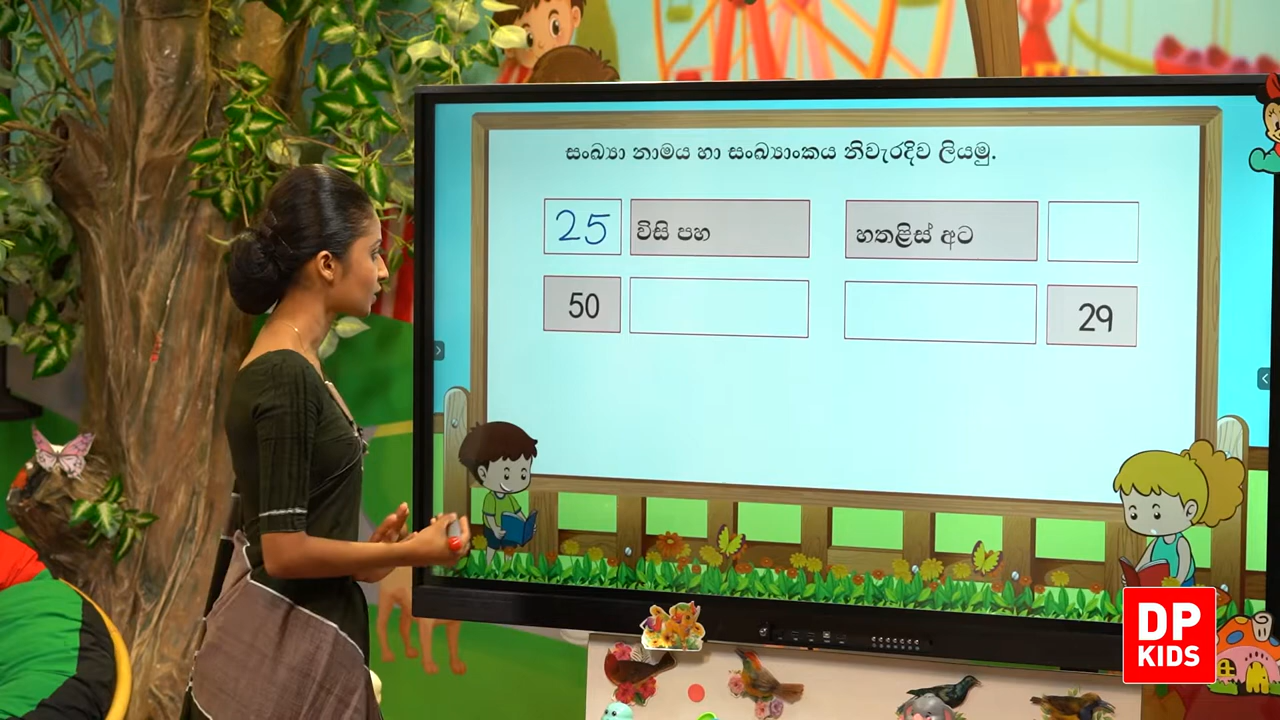 සංඛ්‍යා නාමය හා සංඛ්‍යාංකය නිවැරදිව ලියමු.
25 විසි පහ හතළිස් අට
50 29
DP
KIDS